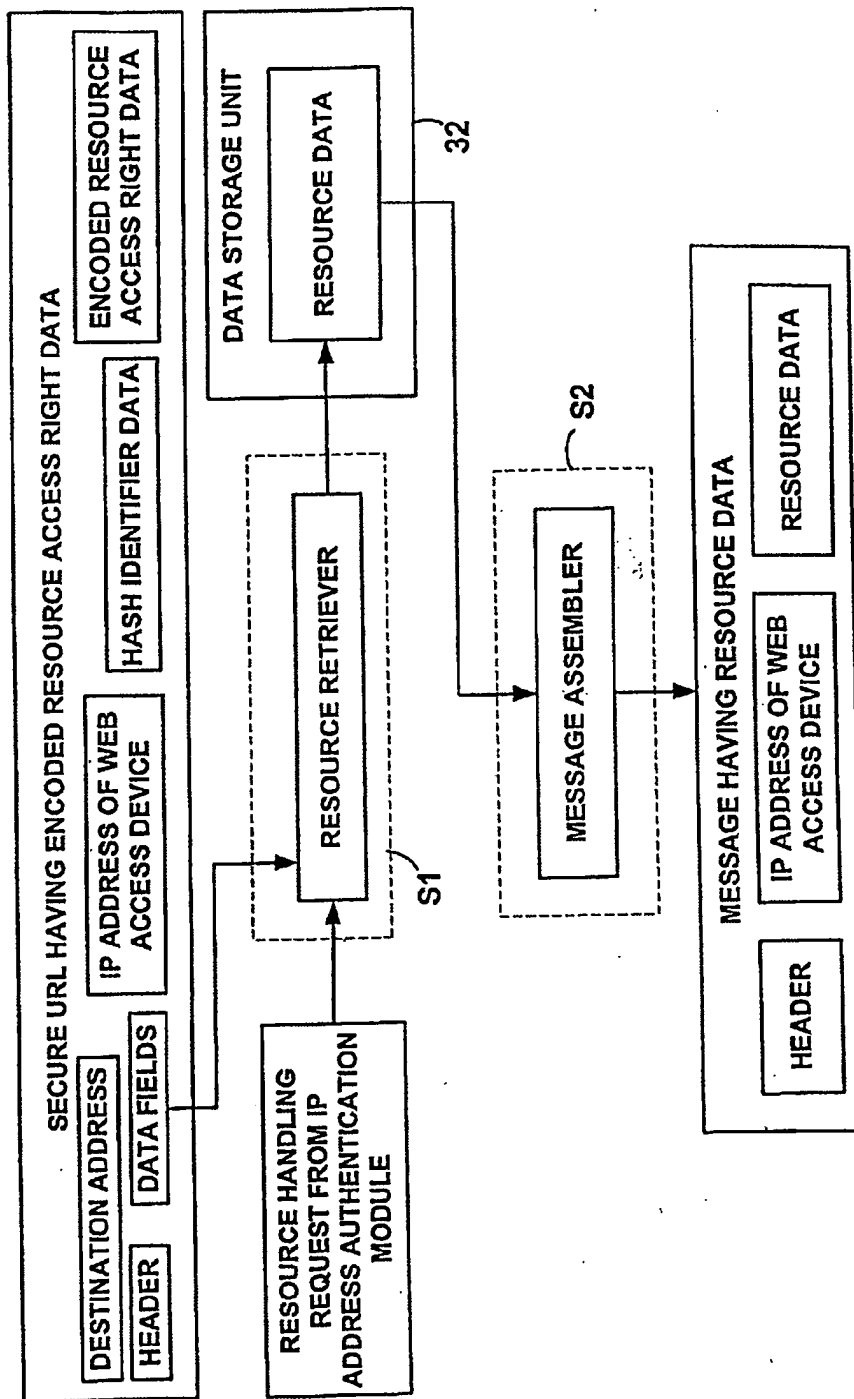 SECURE URL HAVING ENCODED RESOURCE ACCESS RIGHT DATA
DESTINATION ADDRESS
HEADER
DATA FIELDS
IP ADDRESS OF WEB
ACCESS DEVICE
HASH IDENTIFIER DATA
ENCODED RESOURCE
ACCESS RIGHT DATA
RESOURCE HANDLING
REQUEST FROM IP
ADDRESS AUTHENTICATION
MODULE
RESOURCE RETRIEVER
S1
DATA STORAGE UNIT
RESOURCE DATA
32
MESSAGE ASSEMBLER
S2
MESSAGE HAVING RESOURCE DATA
HEADER
IP ADDRESS OF WEB
ACCESS DEVICE
RESOURCE DATA